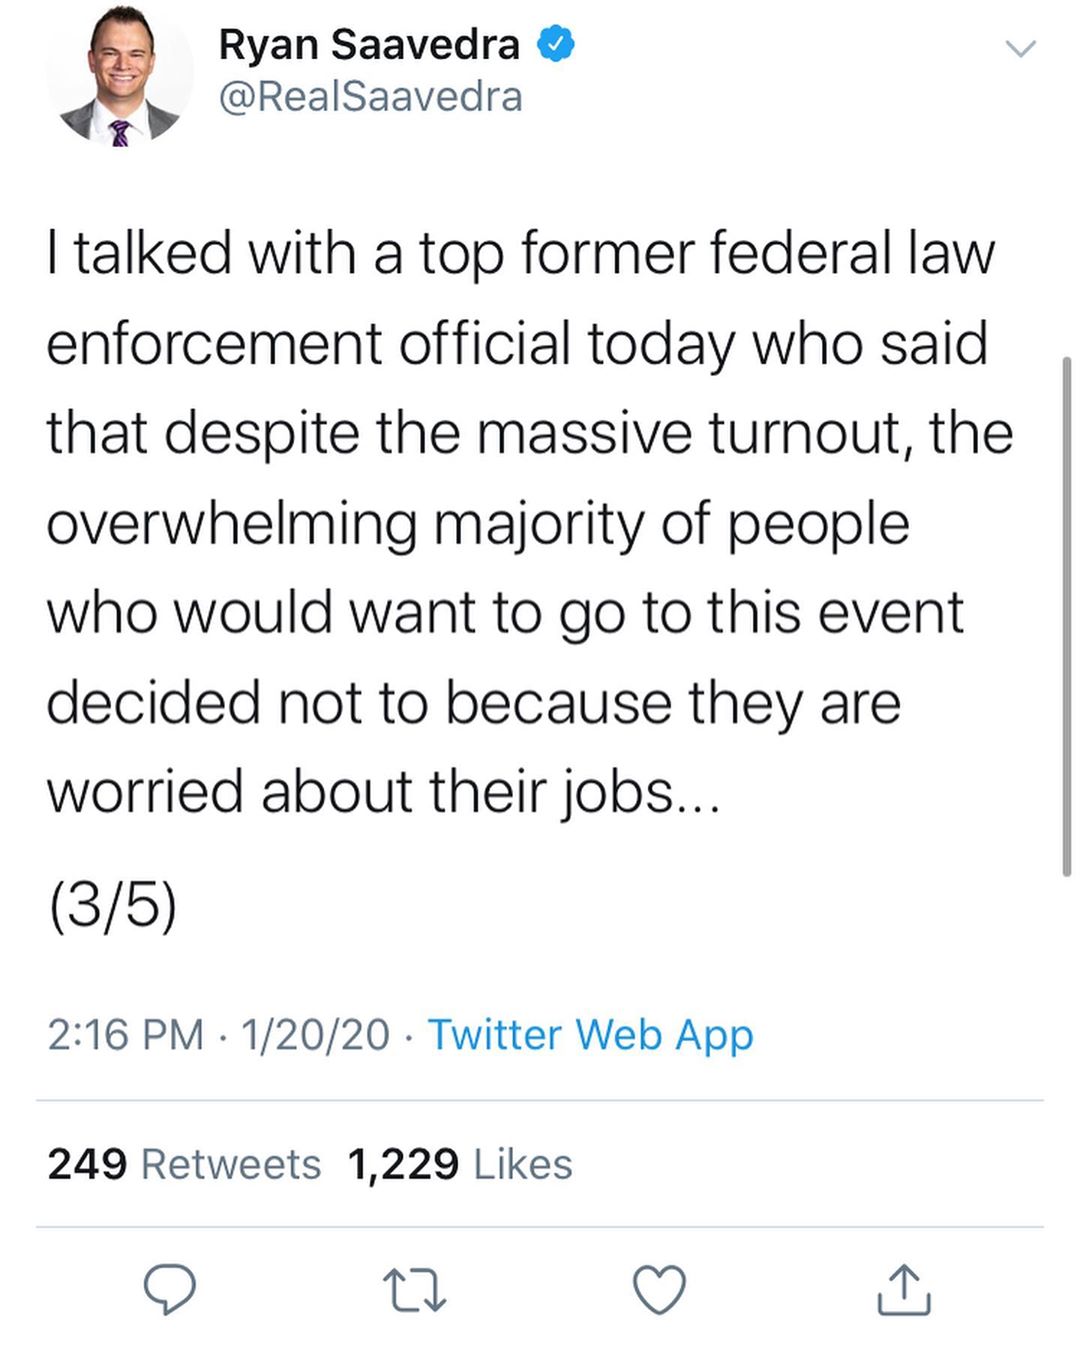 Ryan Saavedra
@RealSaavedra
I talked with a top former federal law
enforcement official today who said
that despite the massive turnout, the
overwhelming majority of people
who would want to go to this event
decided not to because they are
worried about their jobs...
(3/5)
2:16 PM · 1/20/20 · Twitter Web App
249 Retweets 1,229 Likes